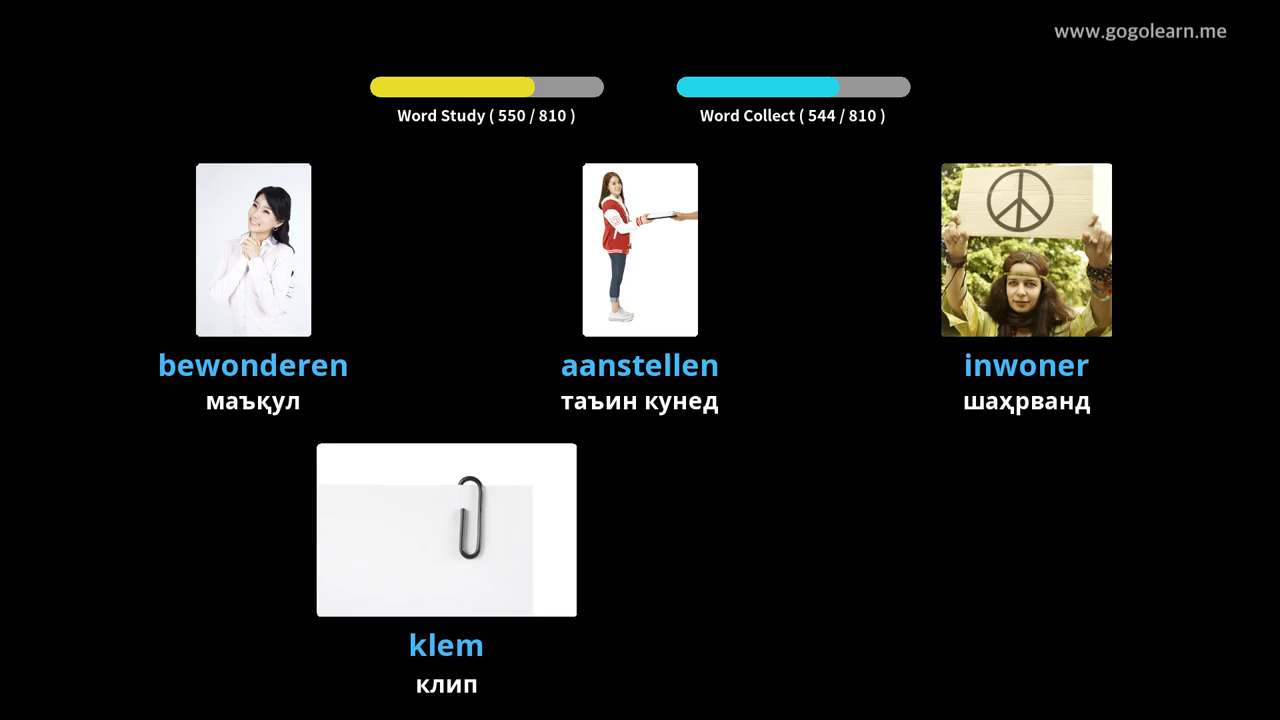 www.gogolearn.me
Word Study ( 550 / 810 )
Word Collect ( 544 / 810 )
bewonderen
маъқул
aanstellen
таъин кунед
inwoner
шаҳрванд
klem
клип